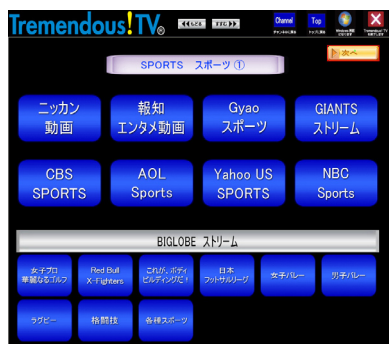 Tremendous!TV®
Channel
Top
次へ
SPORTS スポーツ①
ニッカン
動画
報知
エンタメ動画
Gyao
スポーツ
GIANTS
ストリーム
CBS
SPORTS
AOL
Sports
Yahoo US
SPORTS
NBC
Sports
BIGLOBE ストリーム
女子プロ
華麗なるゴルフ
Red Bull
X-Fighters
これが、ボディ
ビルディングだ!
日本
フットサルリーグ
女子バレー
男子バレー
ラグビー
格闘技
各種スポーツ